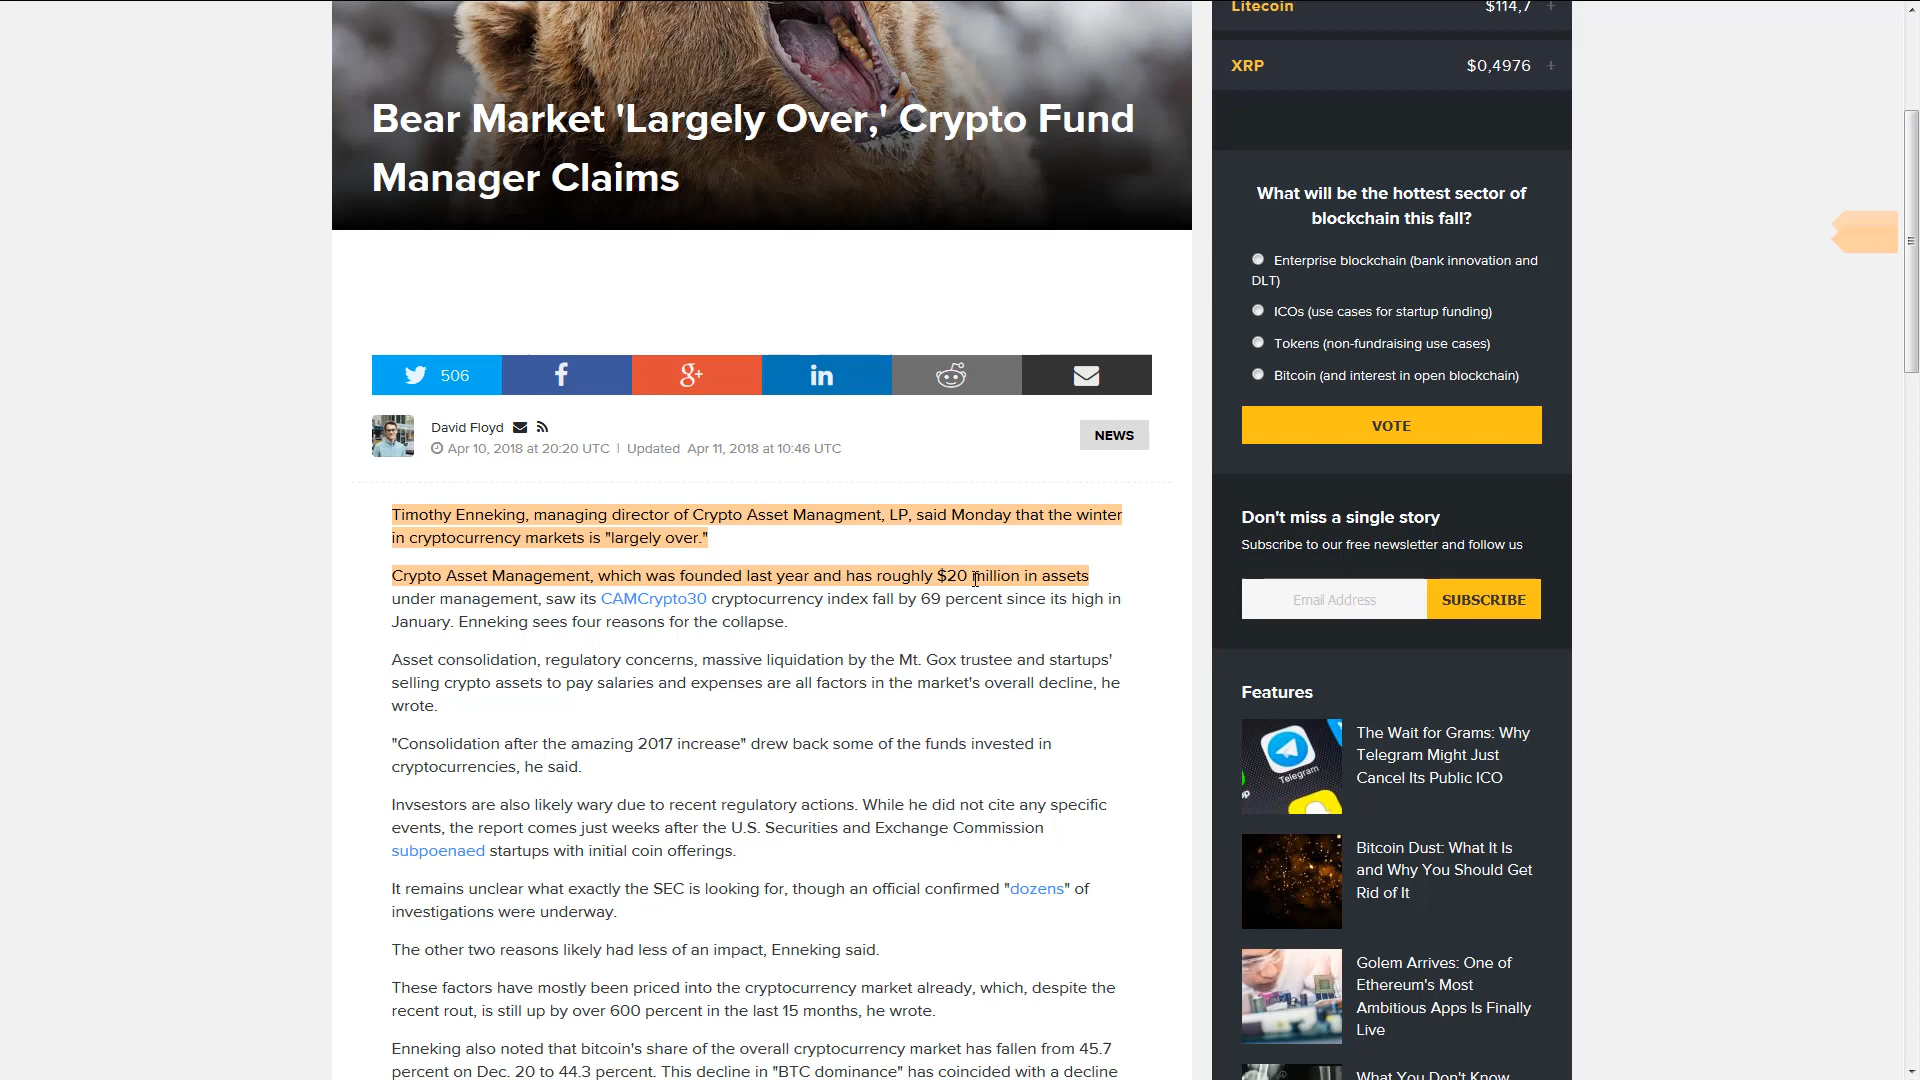 Bear Market 'Largely Over,' Crypto Fund
Manager Claims
506
David Floyd
Apr 10, 2018 at 20:20 UTC | Updated Apr 11, 2018 at 10:46 UTC
NEWS
Timothy Enneking, managing director of Crypto Asset Managment, LP, said Monday that the winter
in cryptocurrency markets is "largely over."
Crypto Asset Management, which was founded last year and has roughly $20 million in assets
under management, saw its CAMCrypto30 cryptocurrency index fall by 69 percent since its high in
January. Enneking sees four reasons for the collapse.
Asset consolidation, regulatory concerns, massive liquidation by the Mt. Gox trustee and startups'
selling crypto assets to pay salaries and expenses are all factors in the market's overall decline, he
wrote.
"Consolidation after the amazing 2017 increase" drew back some of the funds invested in
cryptocurrencies, he said.
Invsestors are also likely wary due to recent regulatory actions. While he did not cite any specific
events, the report comes just weeks after the U.S. Securities and Exchange Commission
subpoenaed startups with initial coin offerings.
It remains unclear what exactly the SEC is looking for, though an official confirmed "dozens" of
investigations were underway.
The other two reasons likely had less of an impact, Enneking said.
These factors have mostly been priced into the cryptocurrency market already, which, despite the
recent rout, is still up by over 600 percent in the last 15 months, he wrote.
Enneking also noted that bitcoin's share of the overall cryptocurrency market has fallen from 45.7
percent on Dec. 20 to 44.3 percent. This decline in "BTC dominance" has coincided with a decline
Litecoin $114,7 +
XRP $0,4976 +
What will be the hottest sector of
blockchain this fall?
Enterprise blockchain (bank innovation and
DLT)
ICOs (use cases for startup funding)
Tokens (non-fundraising use cases)
Bitcoin (and interest in open blockchain)
VOTE
Don't miss a single story
Subscribe to our free newsletter and follow us
Email Address
SUBSCRIBE
Features
Telegram
The Wait for Grams: Why
Telegram Might Just
Cancel Its Public ICO
Bitcoin Dust: What It Is
and Why You Should Get
Rid of It
Golem Arrives: One of
Ethereum's Most
Ambitious Apps Is Finally
Live
What You Don't Know